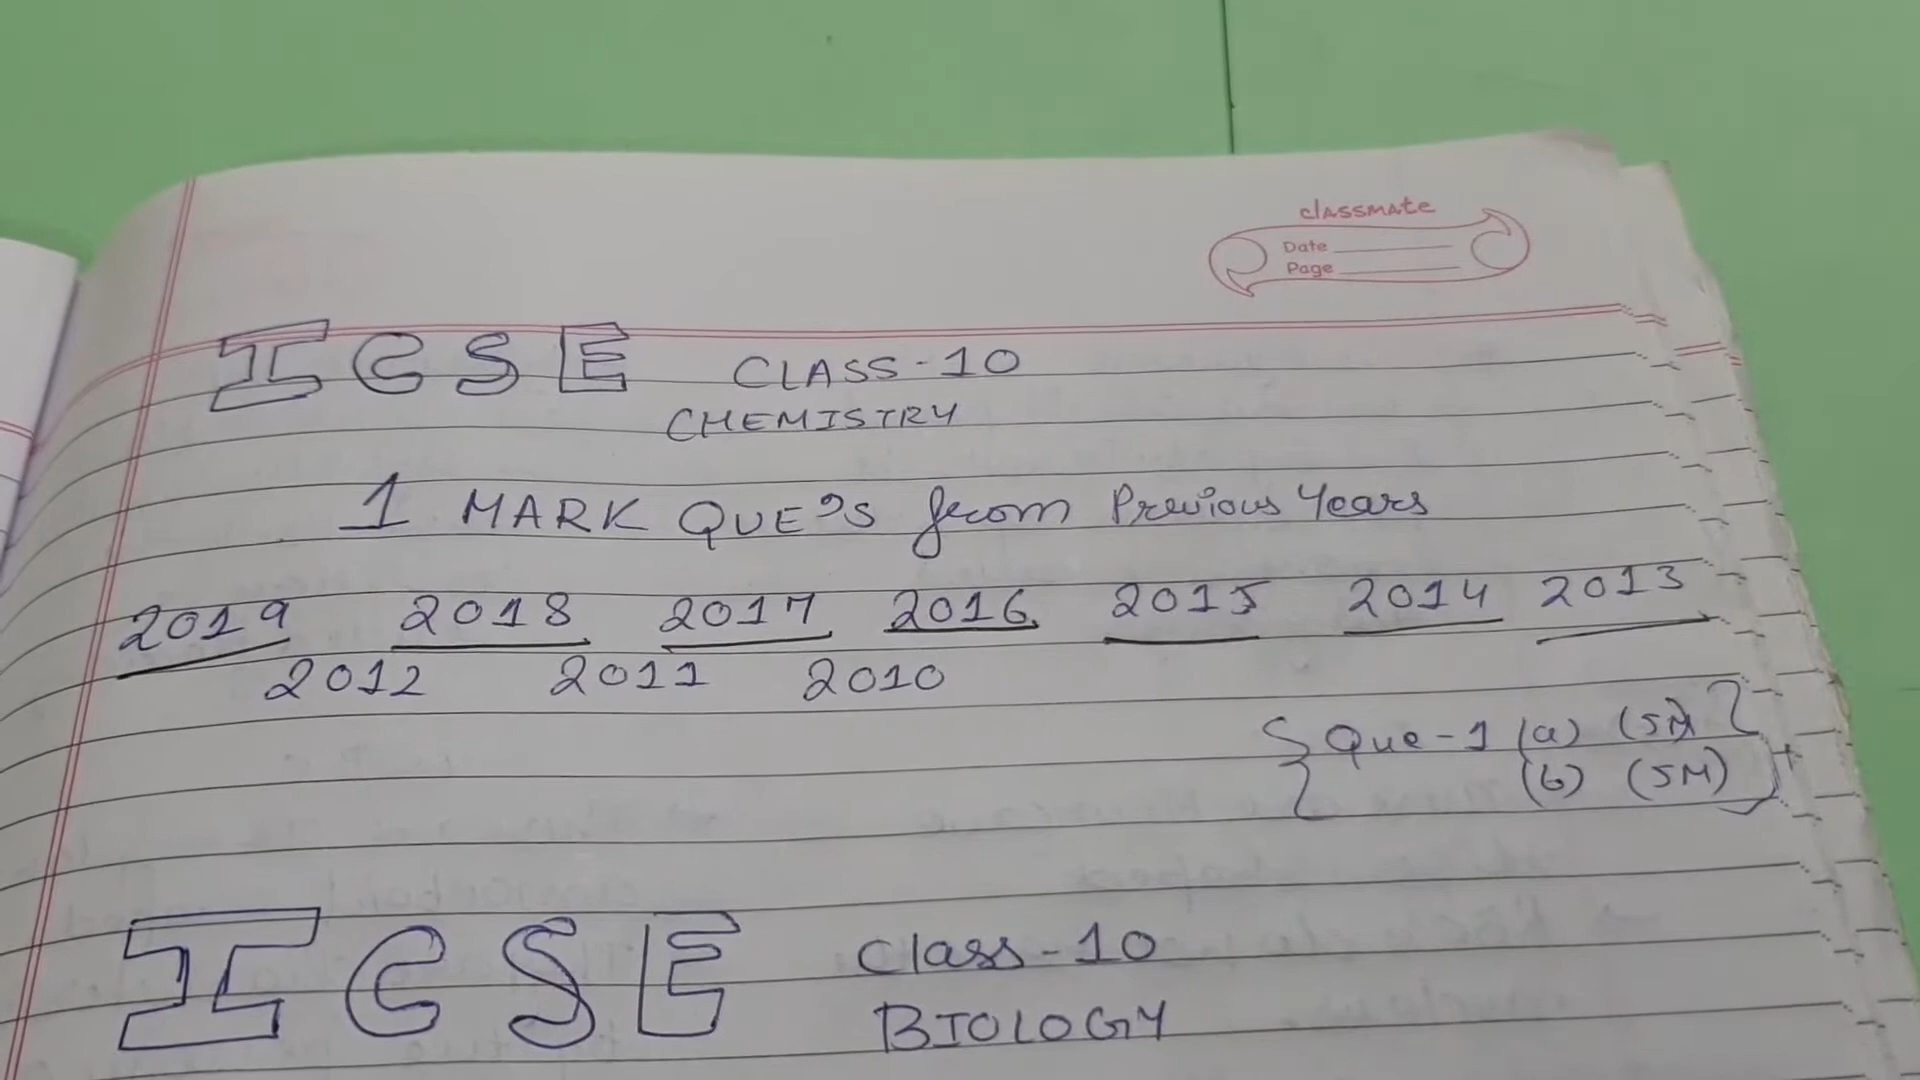 classmate
Date
Page
ICSE CLASS-10
CHEMISTRY
1 MARK QUE'S from Previous Years
2019 2018 2017 2016 2015 2014 2013
2012 2011 2010
{ Que-1 (a) (5M) }
(b) (5M) +
ICSE Class-10
BIOLOGY